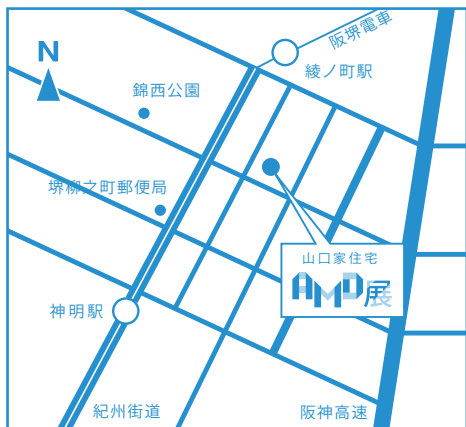 阪堺電車
N
綾ノ町駅
錦西公園
堺柳之町郵便局
山口家住宅
AMD展
神明駅
紀州街道
阪神高速